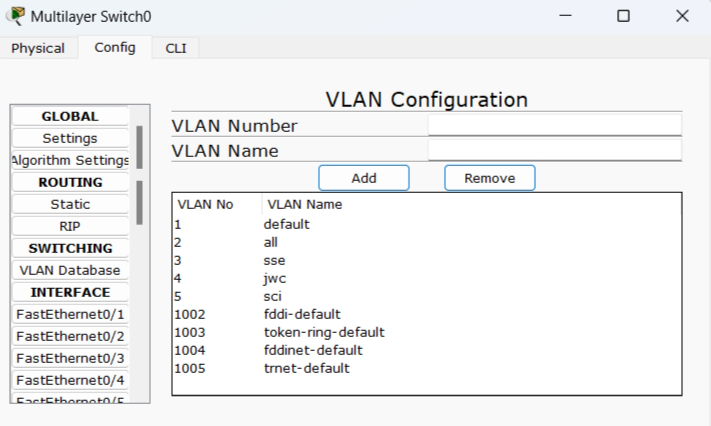 Multilayer Switch0
Physical Config CLI
VLAN Configuration
GLOBAL
Settings
Algorithm Settings
ROUTING
Static
RIP
SWITCHING
VLAN Database
INTERFACE
FastEthernet0/1
FastEthernet0/2
FastEthernet0/3
FastEthernet0/4
FastEthernet0/5
VLAN Number
VLAN Name
Add Remove
VLAN No VLAN Name
1 default
2 all
3 sse
4 jwc
5 sci
1002 fddi-default
1003 token-ring-default
1004 fddinet-default
1005 trnet-default